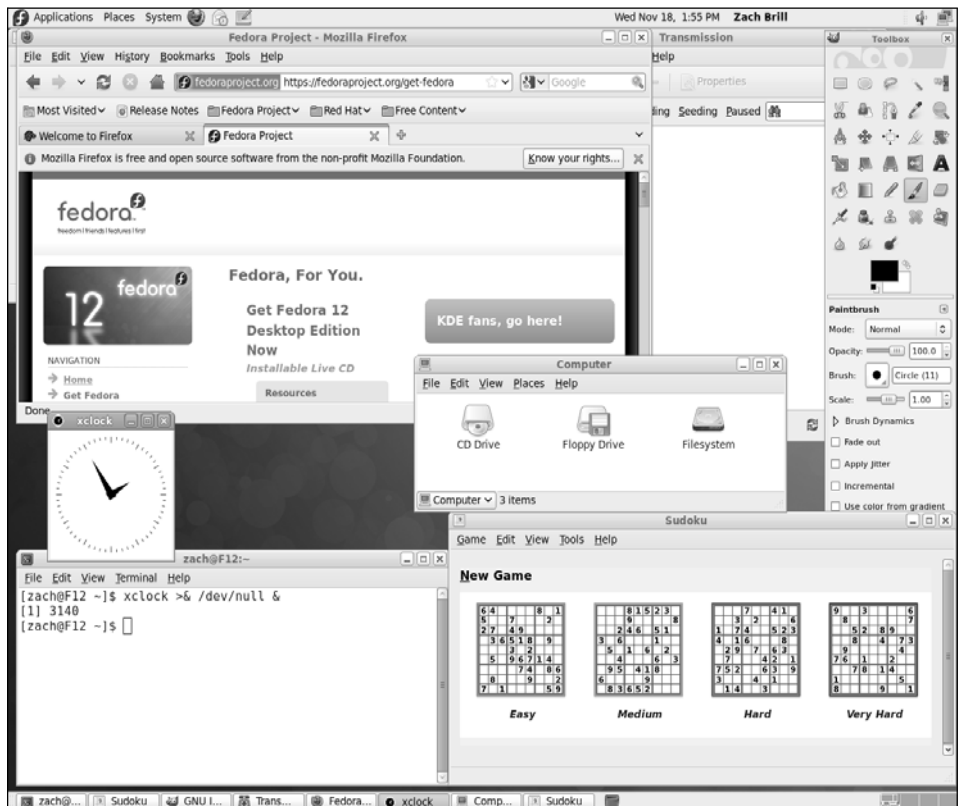 Applications Places System Wed Nov 18, 1:55 PM Zach Brill
Fedora Project - Mozilla Firefox
File Edit View History Bookmarks Tools Help
fedoraproject.org https://fedoraproject.org/get-fedora Google
Most Visited Release Notes Fedora Project Red Hat Free Content
Welcome to Firefox Fedora Project
Mozilla Firefox is free and open source software from the non-profit Mozilla Foundation. Know your rights...
fedora
freedom | friends | features | first
12 fedora
NAVIGATION
Home
Get Fedora
Fedora, For You.
Get Fedora 12
Desktop Edition
Now
Installable Live CD
Resources
KDE fans, go here!
Done
Transmission
Help
Properties
Seeding Paused
Toolbox
Paintbrush
Mode: Normal
Opacity: 100.0
Brush: Circle (11)
Scale: 1.00
Brush Dynamics
Fade out
Apply Jitter
Incremental
Use color from gradient
Computer
File Edit View Places Help
CD Drive Floppy Drive Filesystem
Computer 3 items
xclock
zach@F12:~
File Edit View Terminal Help
[zach@F12 ~]$ xclock >& /dev/null &
[1] 3140
[zach@F12 ~]$
Sudoku
Game Edit View Tools Help
New Game
Easy Medium Hard Very Hard
zach@... Sudoku GNU I... Trans... Fedora... xclock Comp... Sudoku